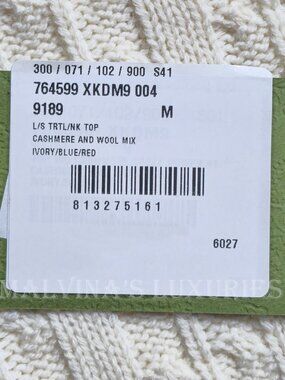 300 / 071 / 102 / 900 S41
764599 XKDM9 004
9189 M
L/S TRTL/NK TOP
CASHMERE AND WOOL MIX
IVORY/BLUE/RED
813275161
6027
MALVINA'S LUXURIES